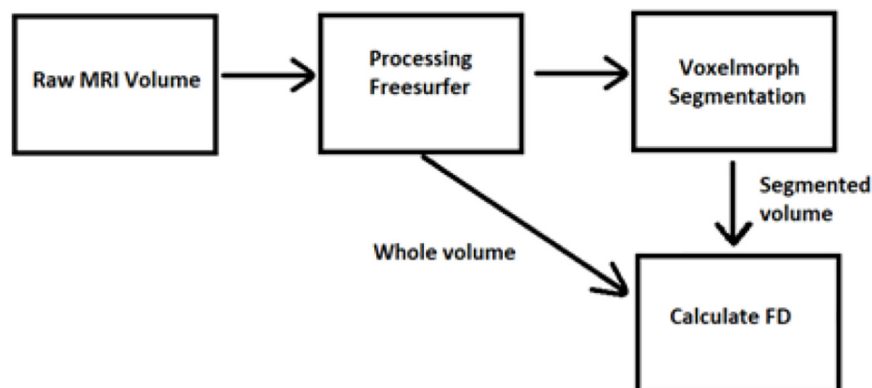 Raw MRI Volume
Processing
Freesurfer
Voxelmorph
Segmentation
Segmented
volume
Whole volume
Calculate FD